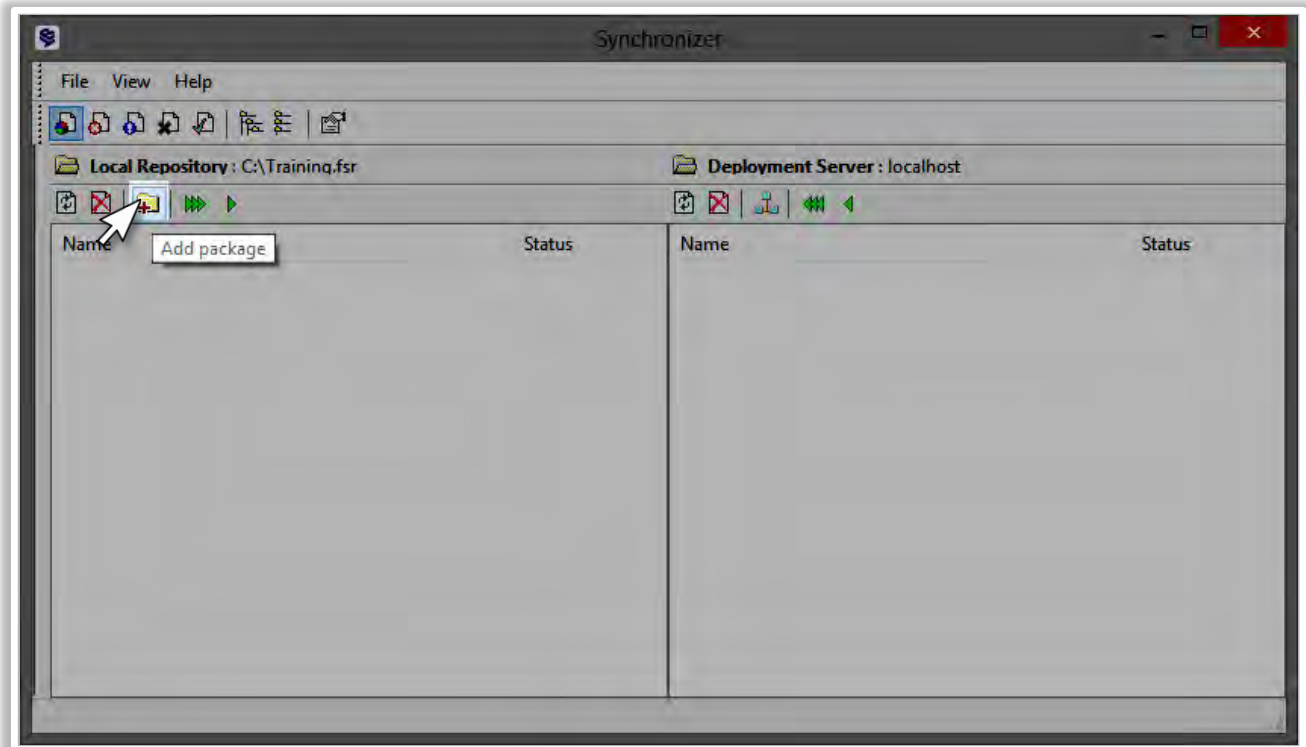 Synchronizer
File View Help
Local Repository : C:\Training.fsr
Deployment Server : localhost
Add package
Name Status
Name Status